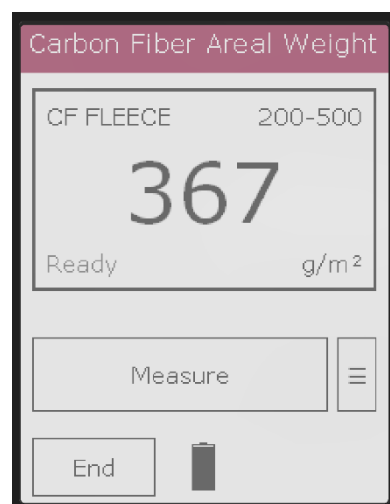 Carbon Fiber Areal Weight
CF FLEECE 200-500
367
Ready g/m²
Measure ☰
End